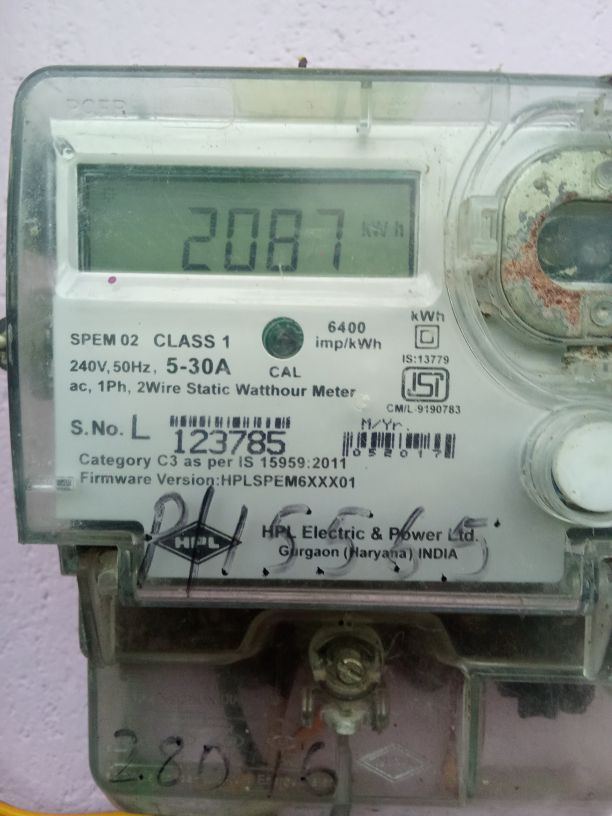 2087 kWh
SPEM 02 CLASS 1
6400
imp/kWh
kWh
240V, 50Hz, 5-30A
CAL
IS:13779
ISI
ac, 1Ph, 2Wire Static Watthour Meter
CM/L-9190783
S.No. L 123785
M/Yr.
052017
Category C3 as per IS 15959:2011
Firmware Version:HPLSPEM6XXX01
HPL
HPL Electric & Power Ltd.
Gurgaon (Haryana) INDIA
PH5565
28046